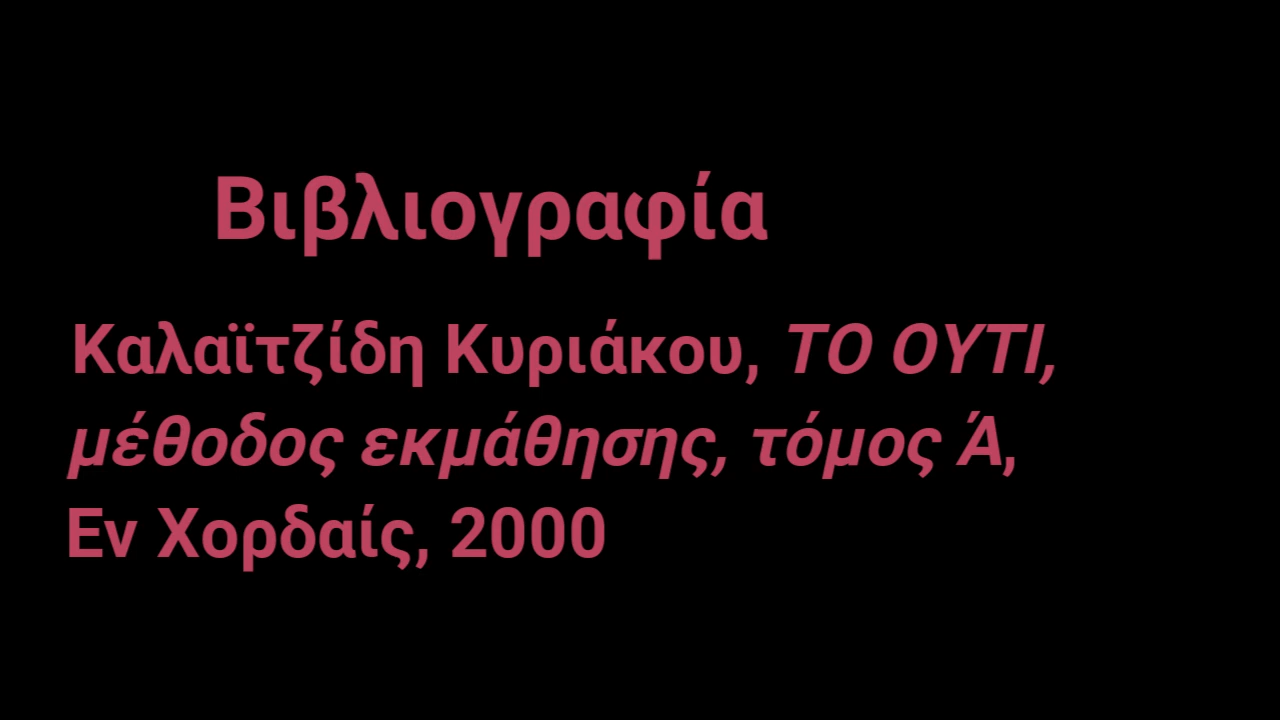 Βιβλιογραφία
Καλαϊτζίδη Κυριάκου, ΤΟ ΟΥΤΙ,
μέθοδος εκμάθησης, τόμος Ά,
Εν Χορδαίς, 2000